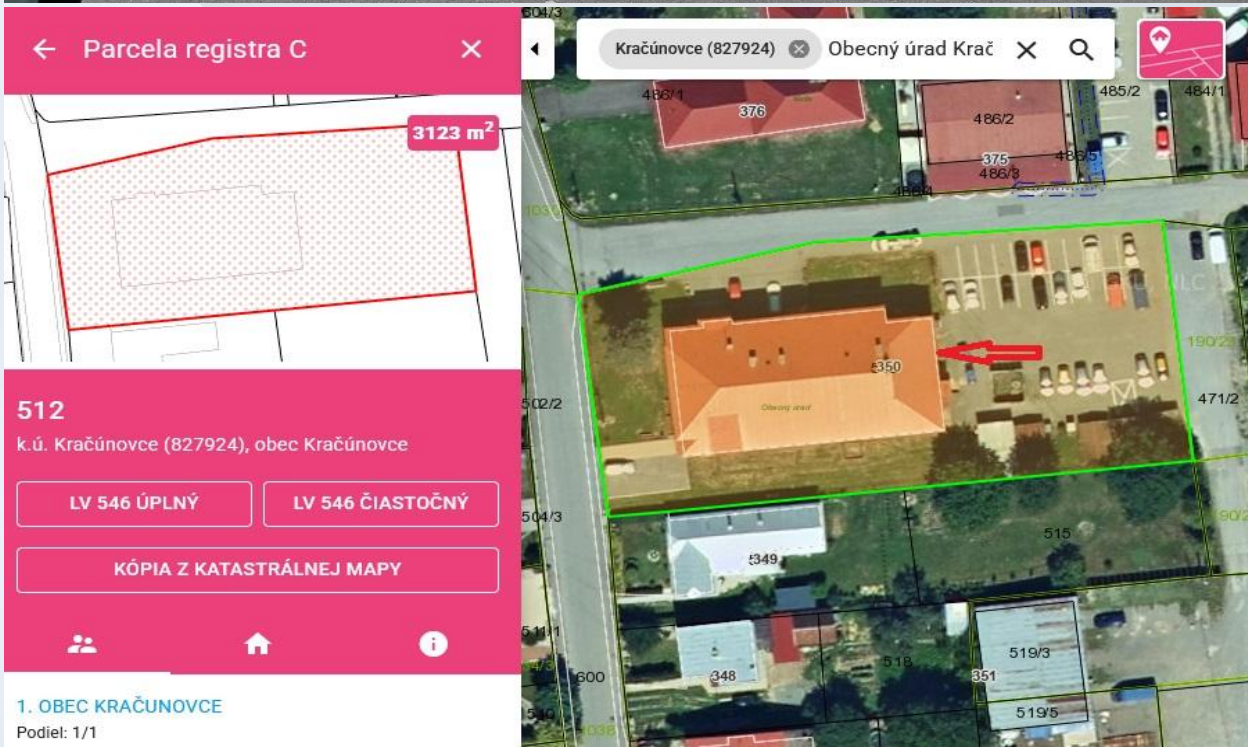 Parcela registra C
3123 m²
512
k.ú. Kračúnovce (827924), obec Kračúnovce
LV 546 ÚPLNÝ
LV 546 ČIASTOČNÝ
KÓPIA Z KATASTRÁLNEJ MAPY
1. OBEC KRAČUNOVCE
Podiel: 1/1
604/3
Kračúnovce (827924)
Obecný úrad Krač
486/1
376
486/2
485/2
484/1
375
486/3
486/5
350
Obecný úrad
502/2
471/2
504/3
349
515
511/1
600
348
518
351
519/3
519/5
1038